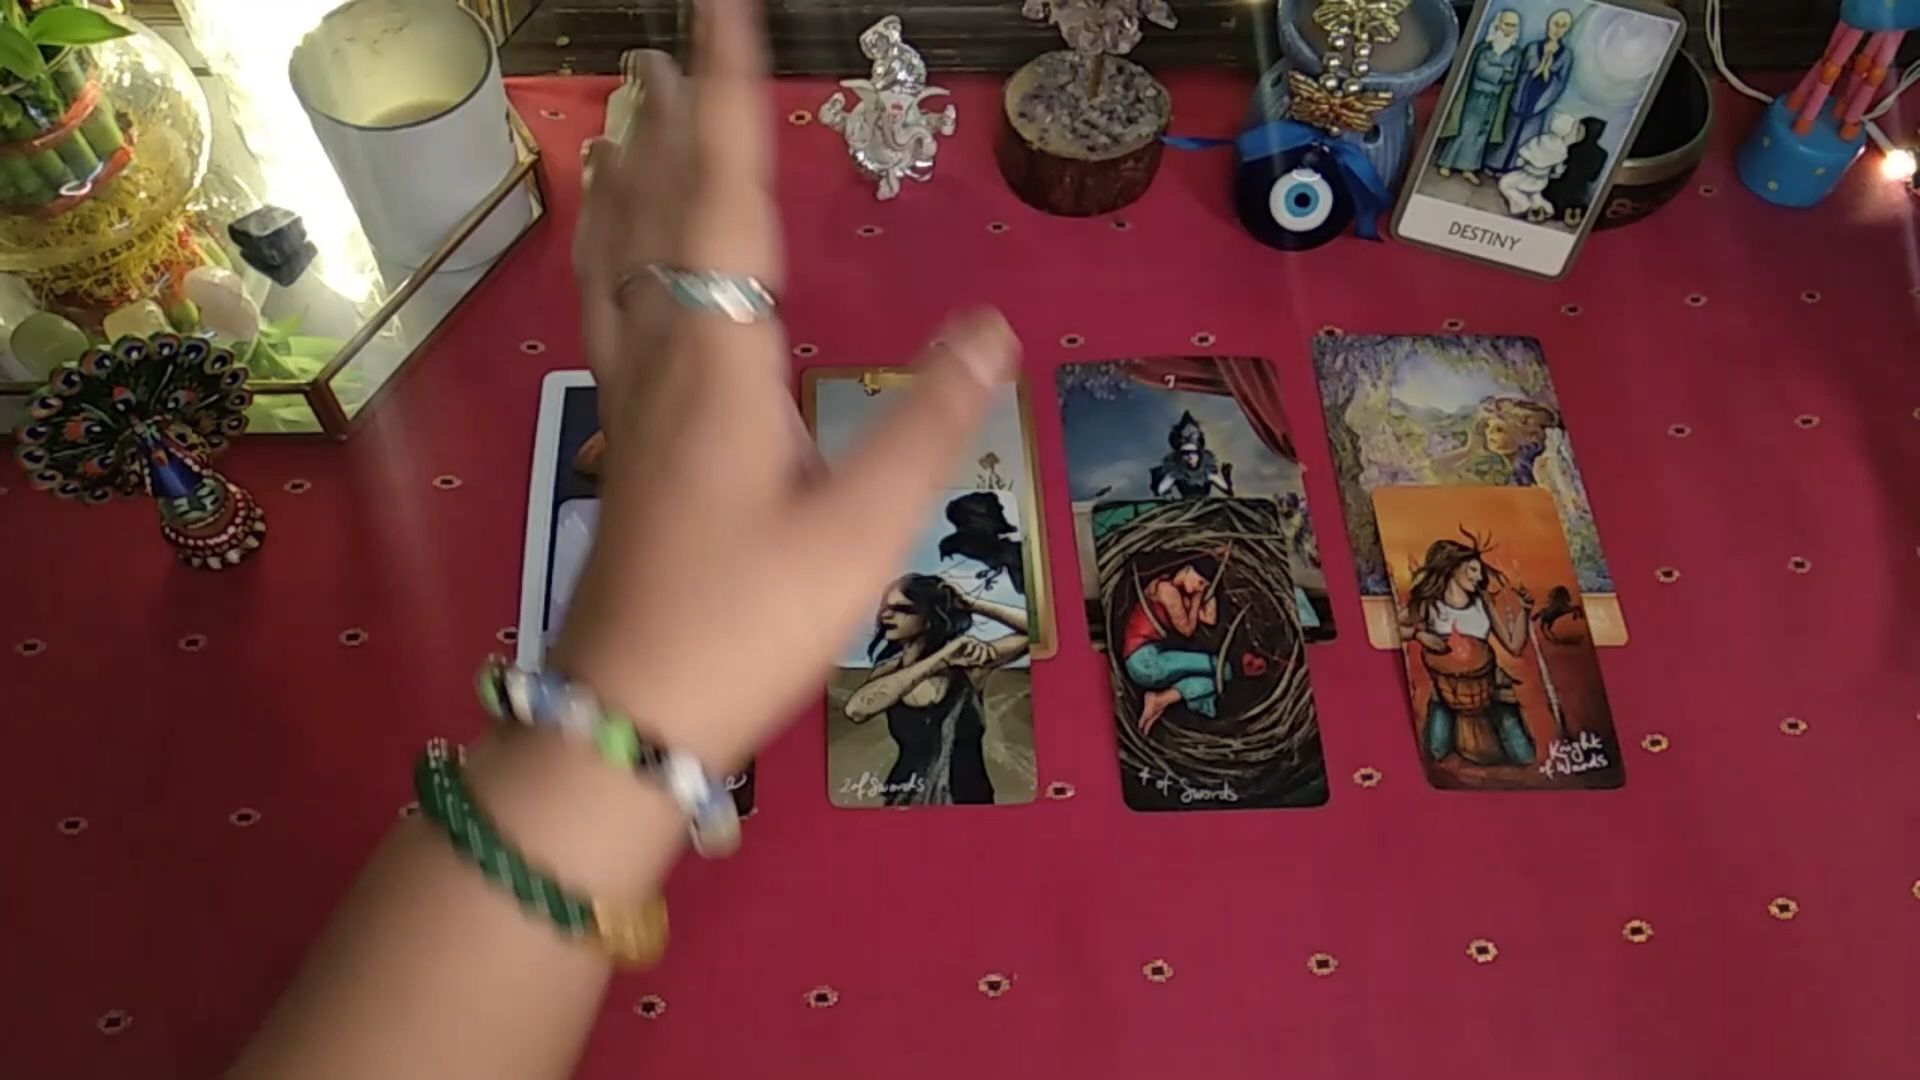 DESTINY
7
2 of Swords
4 of Swords
Knight
of Wands